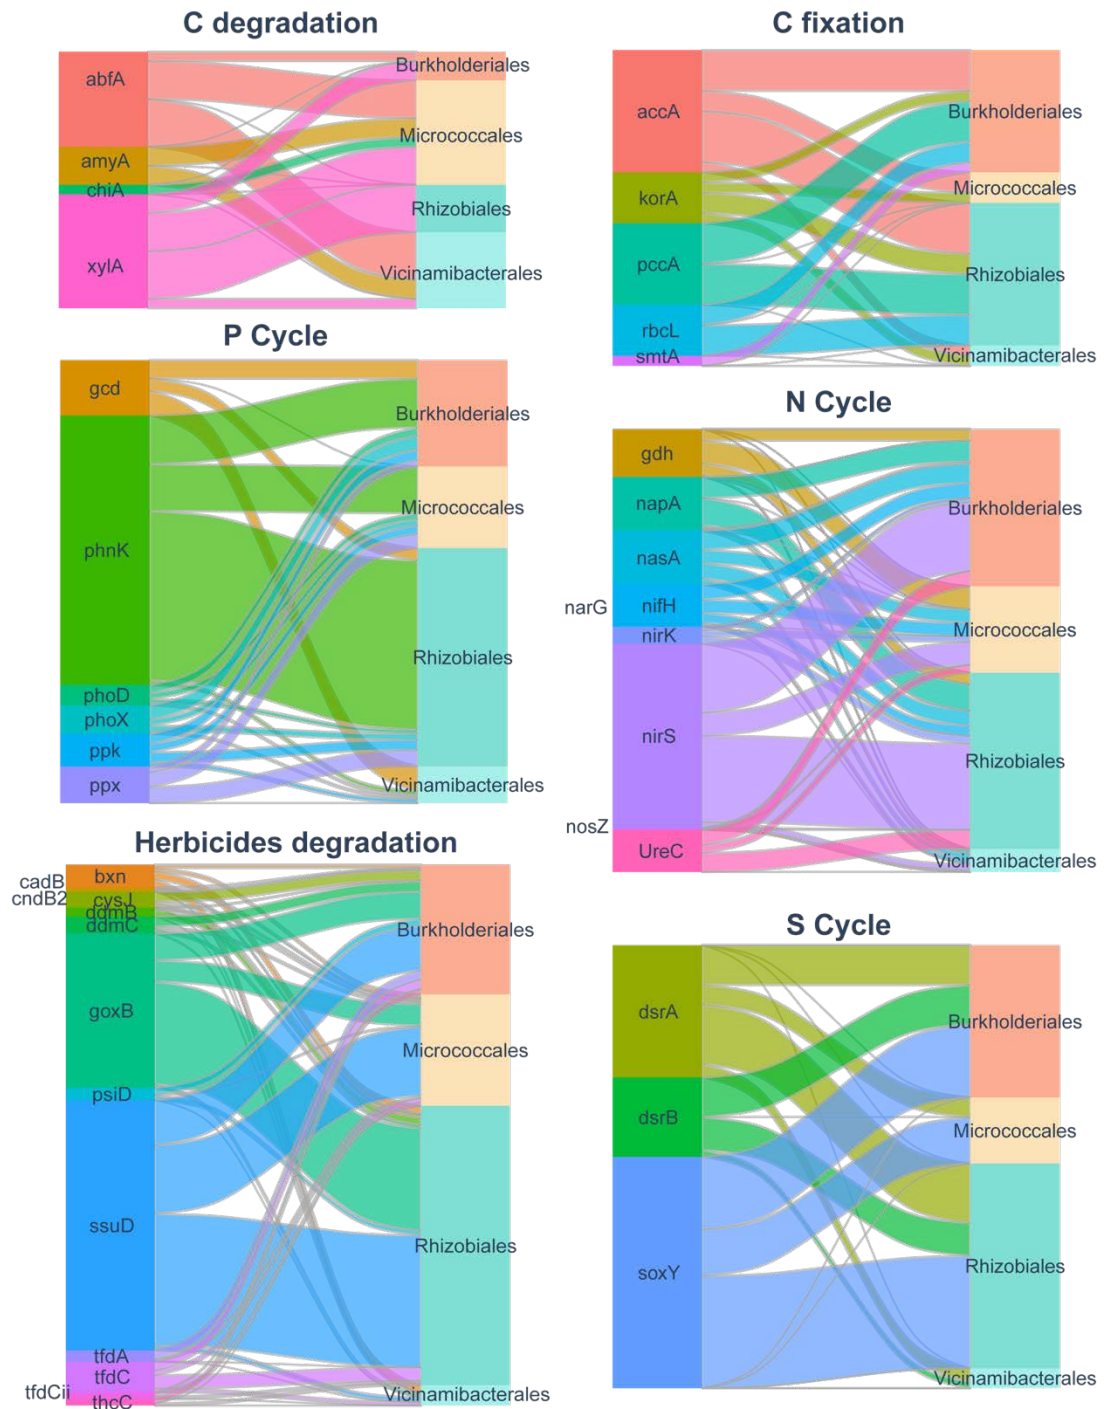 C degradation
abfA
amyA
chiA
xylA
Burkholderiales
Micrococcales
Rhizobiales
Vicinamibacterales
C fixation
accA
korA
pccA
rbcL
smtA
Burkholderiales
Micrococcales
Rhizobiales
Vicinamibacterales
P Cycle
gcd
phnK
phoD
phoX
ppk
ppx
Burkholderiales
Micrococcales
Rhizobiales
Vicinamibacterales
N Cycle
gdh
napA
nasA
narG
nifH
nirK
nirS
nosZ
UreC
Burkholderiales
Micrococcales
Rhizobiales
Vicinamibacterales
Herbicides degradation
bxn
cadB
cndB2
cysJ
ddmB
ddmC
goxB
psiD
ssuD
tfdA
tfdC
tfdCii
thcC
Burkholderiales
Micrococcales
Rhizobiales
Vicinamibacterales
S Cycle
dsrA
dsrB
soxY
Burkholderiales
Micrococcales
Rhizobiales
Vicinamibacterales